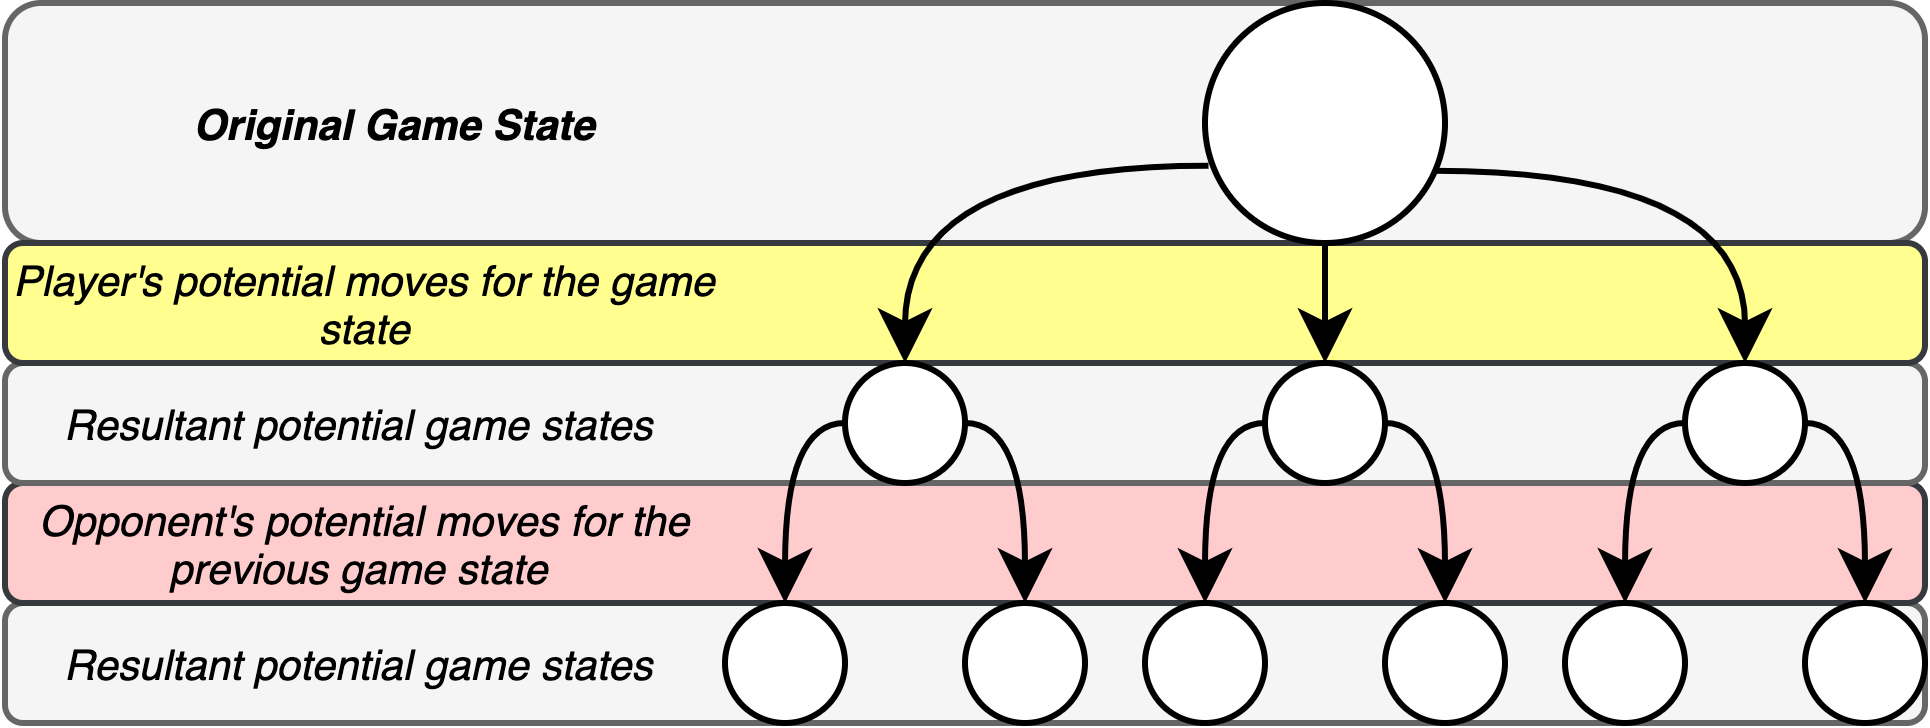 Original Game State
Player's potential moves for the game
state
Resultant potential game states
Opponent's potential moves for the
previous game state
Resultant potential game states